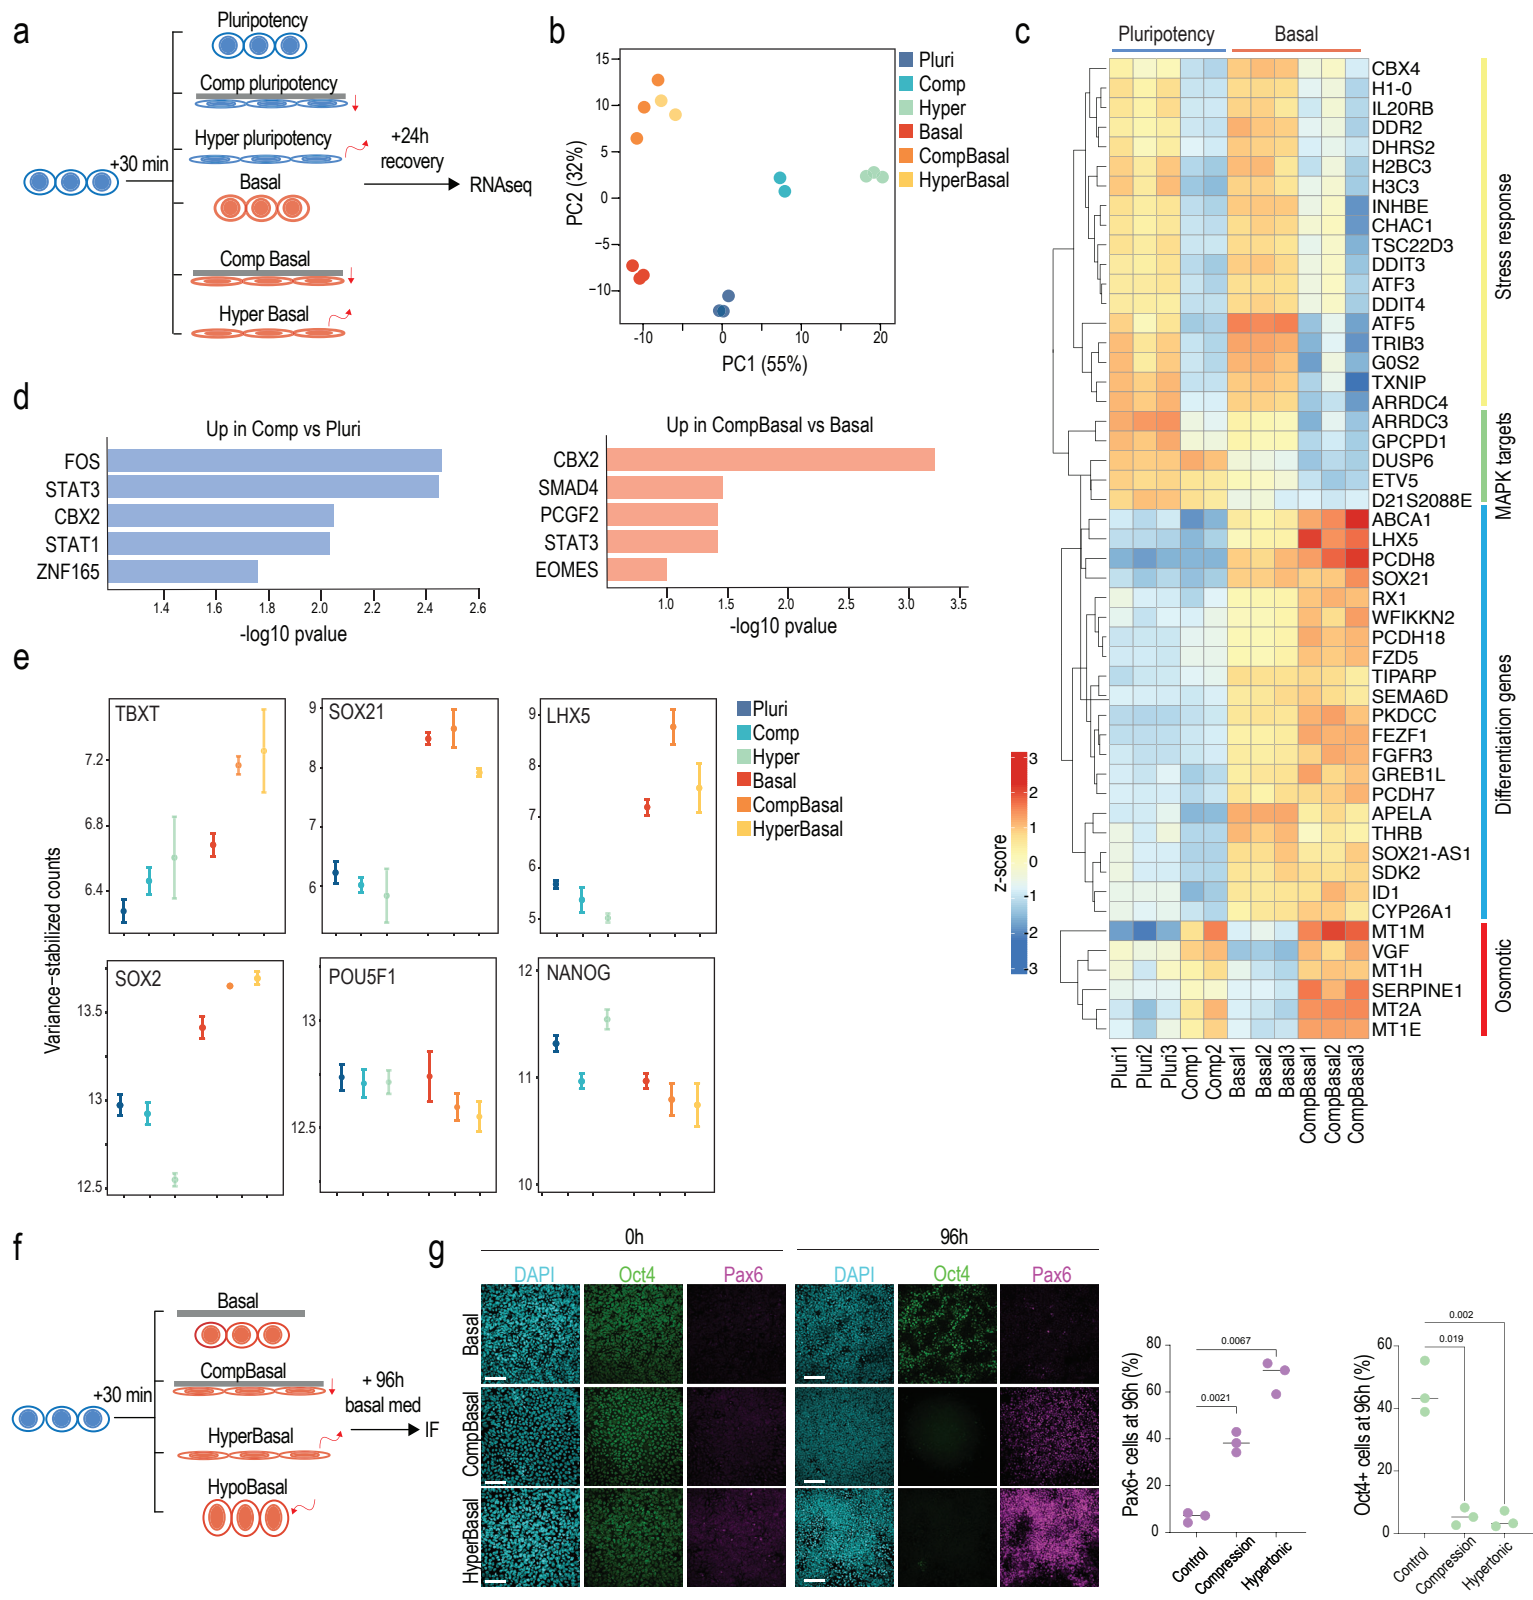 a
Pluripotency
Comp pluripotency
Hyper pluripotency
+30 min
+24h
recovery
RNAseq
Basal
Comp Basal
Hyper Basal
b
15
10
5
0
−5
−10
PC2 (32%)
-10
0
10
20
PC1 (55%)
Pluri
Comp
Hyper
Basal
CompBasal
HyperBasal
c
Pluripotency
Basal
CBX4
H1-0
IL20RB
DDR2
DHRS2
H2BC3
H3C3
INHBE
CHAC1
TSC22D3
DDIT3
ATF3
DDIT4
ATF5
TRIB3
G0S2
TXNIP
ARRDC4
ARRDC3
GPCPD1
DUSP6
ETV5
D21S2088E
ABCA1
LHX5
PCDH8
SOX21
RX1
WFIKKN2
PCDH18
FZD5
TIPARP
SEMA6D
PKDCC
FEZF1
FGFR3
GREB1L
PCDH7
APELA
THRB
SOX21-AS1
SDK2
ID1
CYP26A1
MT1M
VGF
MT1H
SERPINE1
MT2A
MT1E
Stress response
MAPK targets
Differentiation genes
Osomotic
z-score
3
2
1
0
-1
-2
-3
Pluri1
Pluri2
Pluri3
Comp1
Comp2
Basal1
Basal2
Basal3
CompBasal1
CompBasal2
CompBasal3
d
Up in Comp vs Pluri
FOS
STAT3
CBX2
STAT1
ZNF165
1.4
1.6
1.8
2.0
2.2
2.4
2.6
-log10 pvalue
Up in CompBasal vs Basal
CBX2
SMAD4
PCGF2
STAT3
EOMES
1.0
1.5
2.0
2.5
3.0
3.5
-log10 pvalue
e
Variance−stabilized counts
TBXT
7.2
6.8
6.4
SOX21
9
8
7
6
LHX5
9
8
7
6
5
Pluri
Comp
Hyper
Basal
CompBasal
HyperBasal
SOX2
13.5
13
12.5
POU5F1
13
12.5
NANOG
12
11
10
f
+30 min
Basal
CompBasal
HyperBasal
HypoBasal
+ 96h
basal med
IF
g
0h
96h
DAPI
Oct4
Pax6
DAPI
Oct4
Pax6
Basal
CompBasal
HyperBasal
Pax6+ cells at 96h (%)
80
60
40
20
0
0.0067
0.0021
Control
Compression
Hypertonic
Oct4+ cells at 96h (%)
60
40
20
0
0.002
0.019
Control
Compression
Hypertonic